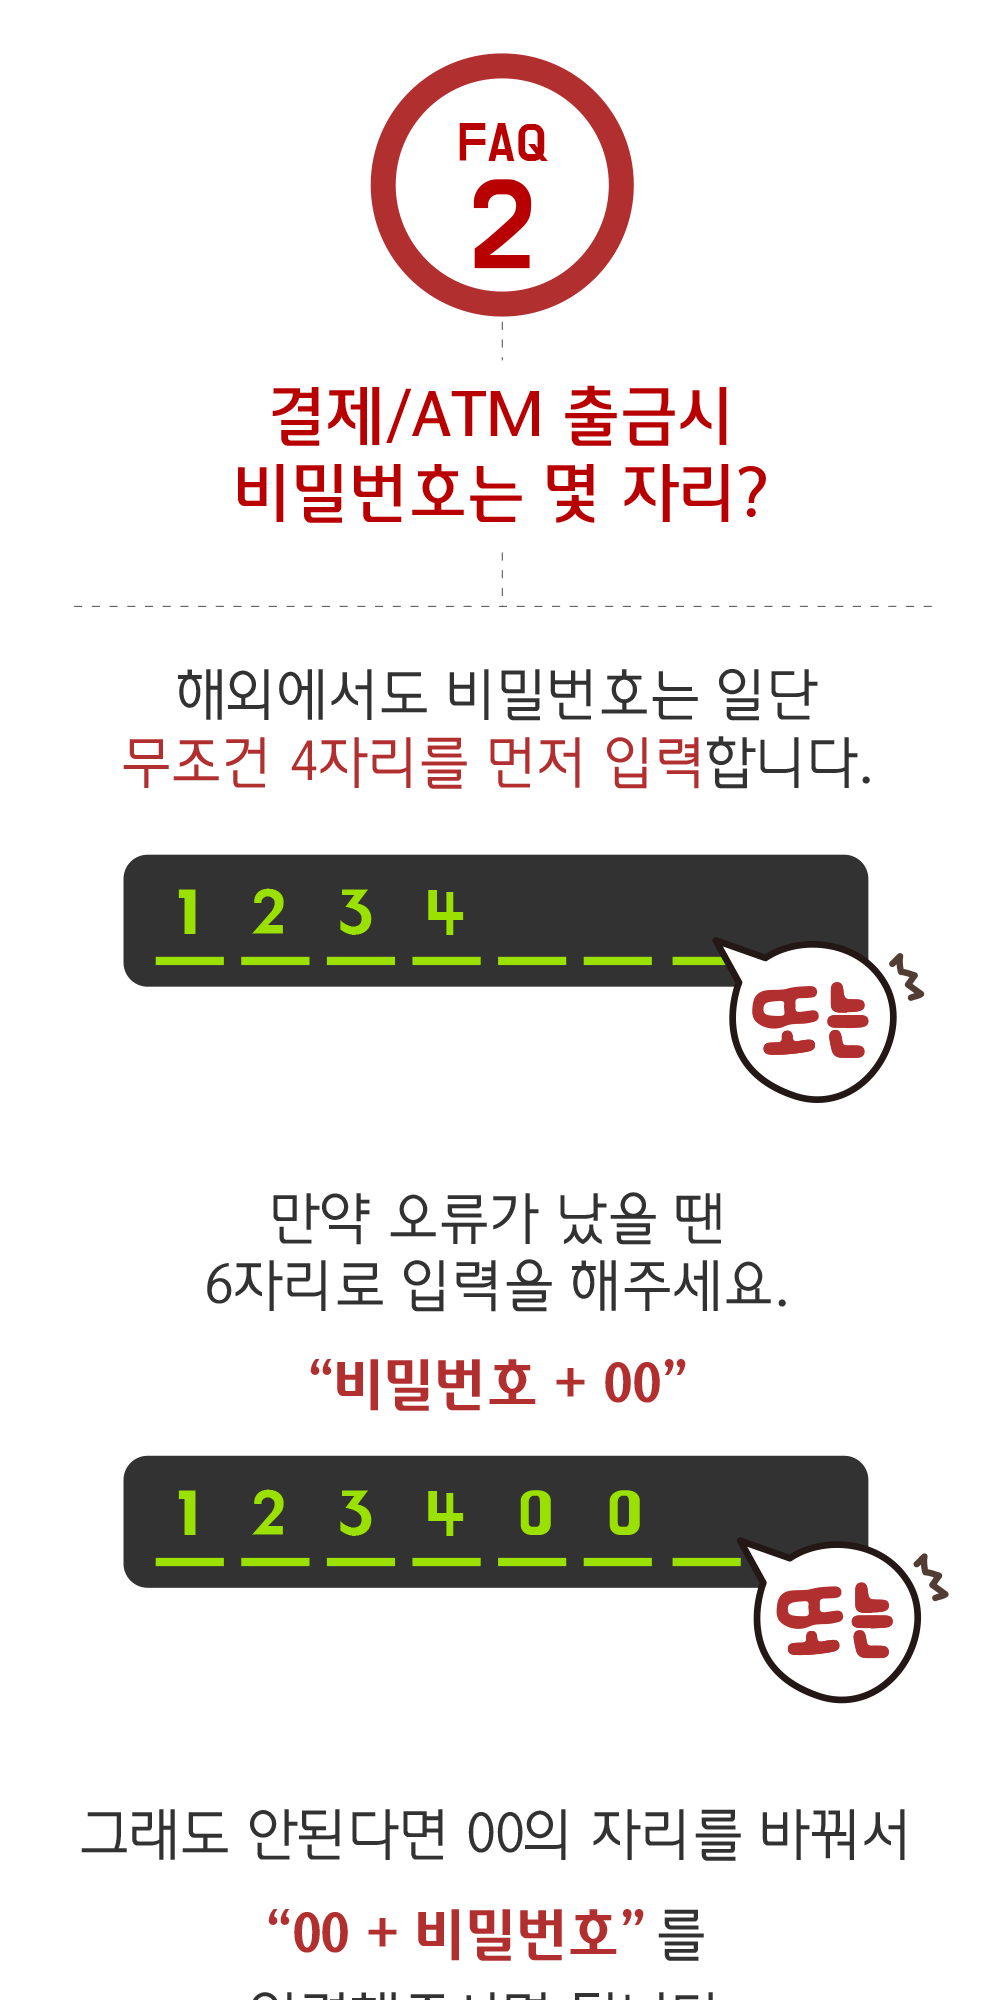 FAQ
2
결제/ATM 출금시
비밀번호는 몇 자리?
해외에서도 비밀번호는 일단
무조건 4자리를 먼저 입력합니다.
1 2 3 4
또는
만약 오류가 났을 땐
6자리로 입력을 해주세요.
“비밀번호 + 00”
1 2 3 4 0 0
또는
그래도 안된다면 00의 자리를 바꿔서
“00 + 비밀번호” 를